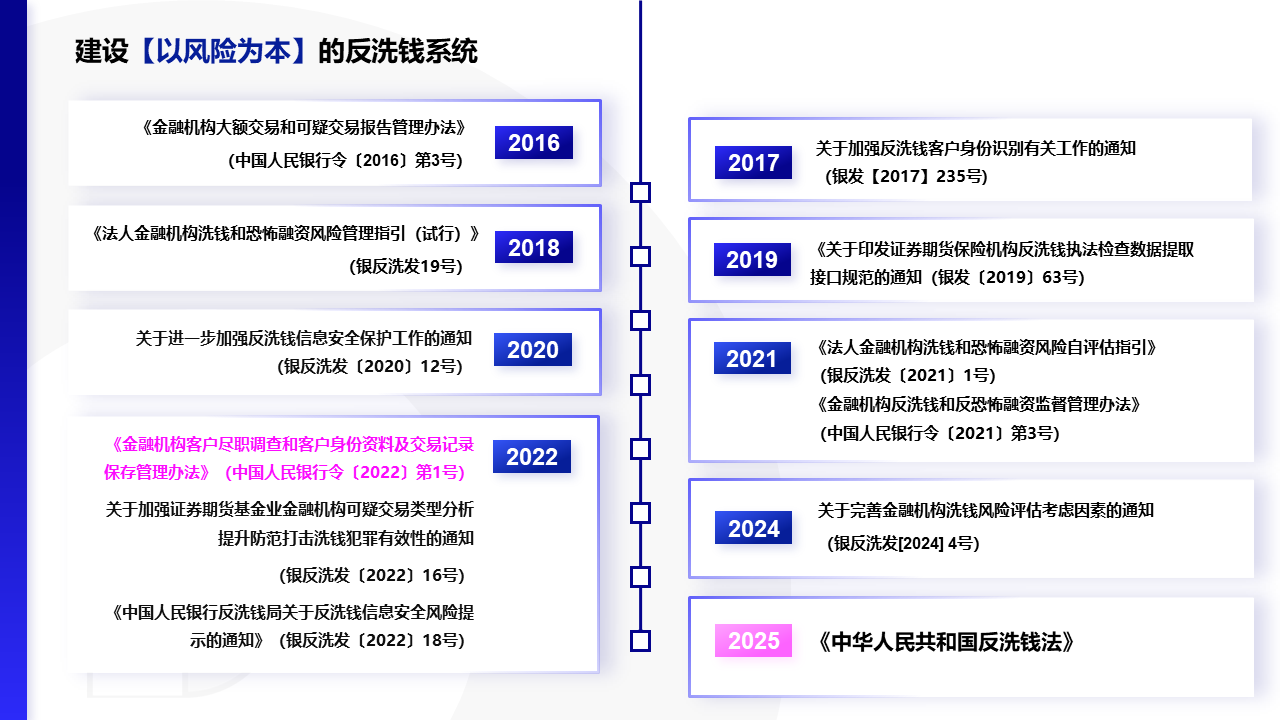 建设【以风险为本】的反洗钱系统
《金融机构大额交易和可疑交易报告管理办法》
(中国人民银行令〔2016〕第3号)
2016
《法人金融机构洗钱和恐怖融资风险管理指引（试行）》
(银反洗发19号)
2018
关于进一步加强反洗钱信息安全保护工作的通知
(银反洗发〔2020〕12号)
2020
《金融机构客户尽职调查和客户身份资料及交易记录
保存管理办法》(中国人民银行令〔2022〕第1号)
2022
关于加强证券期货基金业金融机构可疑交易类型分析
提升防范打击洗钱犯罪有效性的通知
(银反洗发〔2022〕16号)
《中国人民银行反洗钱局关于反洗钱信息安全风险提
示的通知》(银反洗发〔2022〕18号)
2017
关于加强反洗钱客户身份识别有关工作的通知
(银发【2017】235号)
2019
《关于印发证券期货保险机构反洗钱执法检查数据提取
接口规范的通知（银发〔2019〕63号）
2021
《法人金融机构洗钱和恐怖融资风险自评估指引》
(银反洗发〔2021〕1号)
《金融机构反洗钱和反恐怖融资监督管理办法》
(中国人民银行令〔2021〕第3号)
2024
关于完善金融机构洗钱风险评估考虑因素的通知
(银反洗发[2024] 4号)
2025
《中华人民共和国反洗钱法》